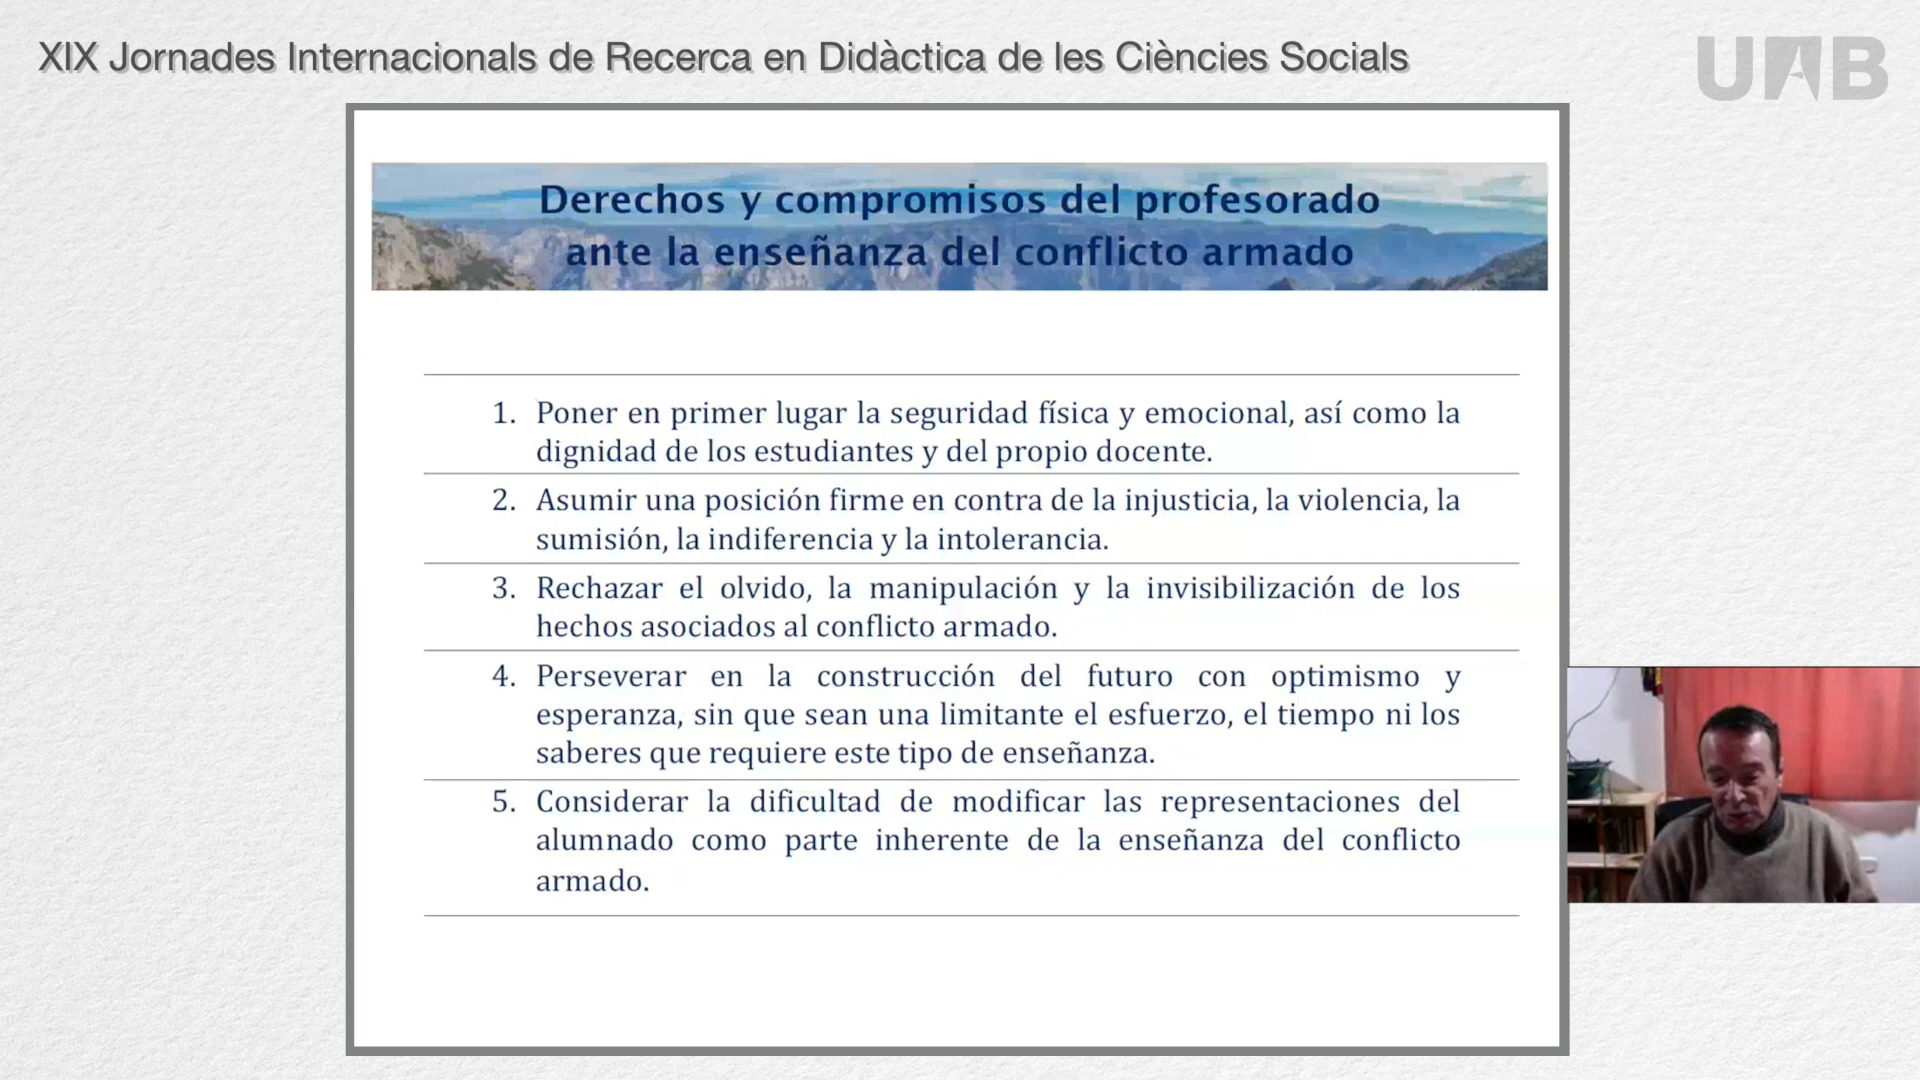 XIX Jornades Internacionals de Recerca en Didàctica de les Ciències Socials
UAB
Derechos y compromisos del profesorado
ante la enseñanza del conflicto armado
1. Poner en primer lugar la seguridad física y emocional, así como la
dignidad de los estudiantes y del propio docente.
2. Asumir una posición firme en contra de la injusticia, la violencia, la
sumisión, la indiferencia y la intolerancia.
3. Rechazar el olvido, la manipulación y la invisibilización de los
hechos asociados al conflicto armado.
4. Perseverar en la construcción del futuro con optimismo y
esperanza, sin que sean una limitante el esfuerzo, el tiempo ni los
saberes que requiere este tipo de enseñanza.
5. Considerar la dificultad de modificar las representaciones del
alumnado como parte inherente de la enseñanza del conflicto
armado.